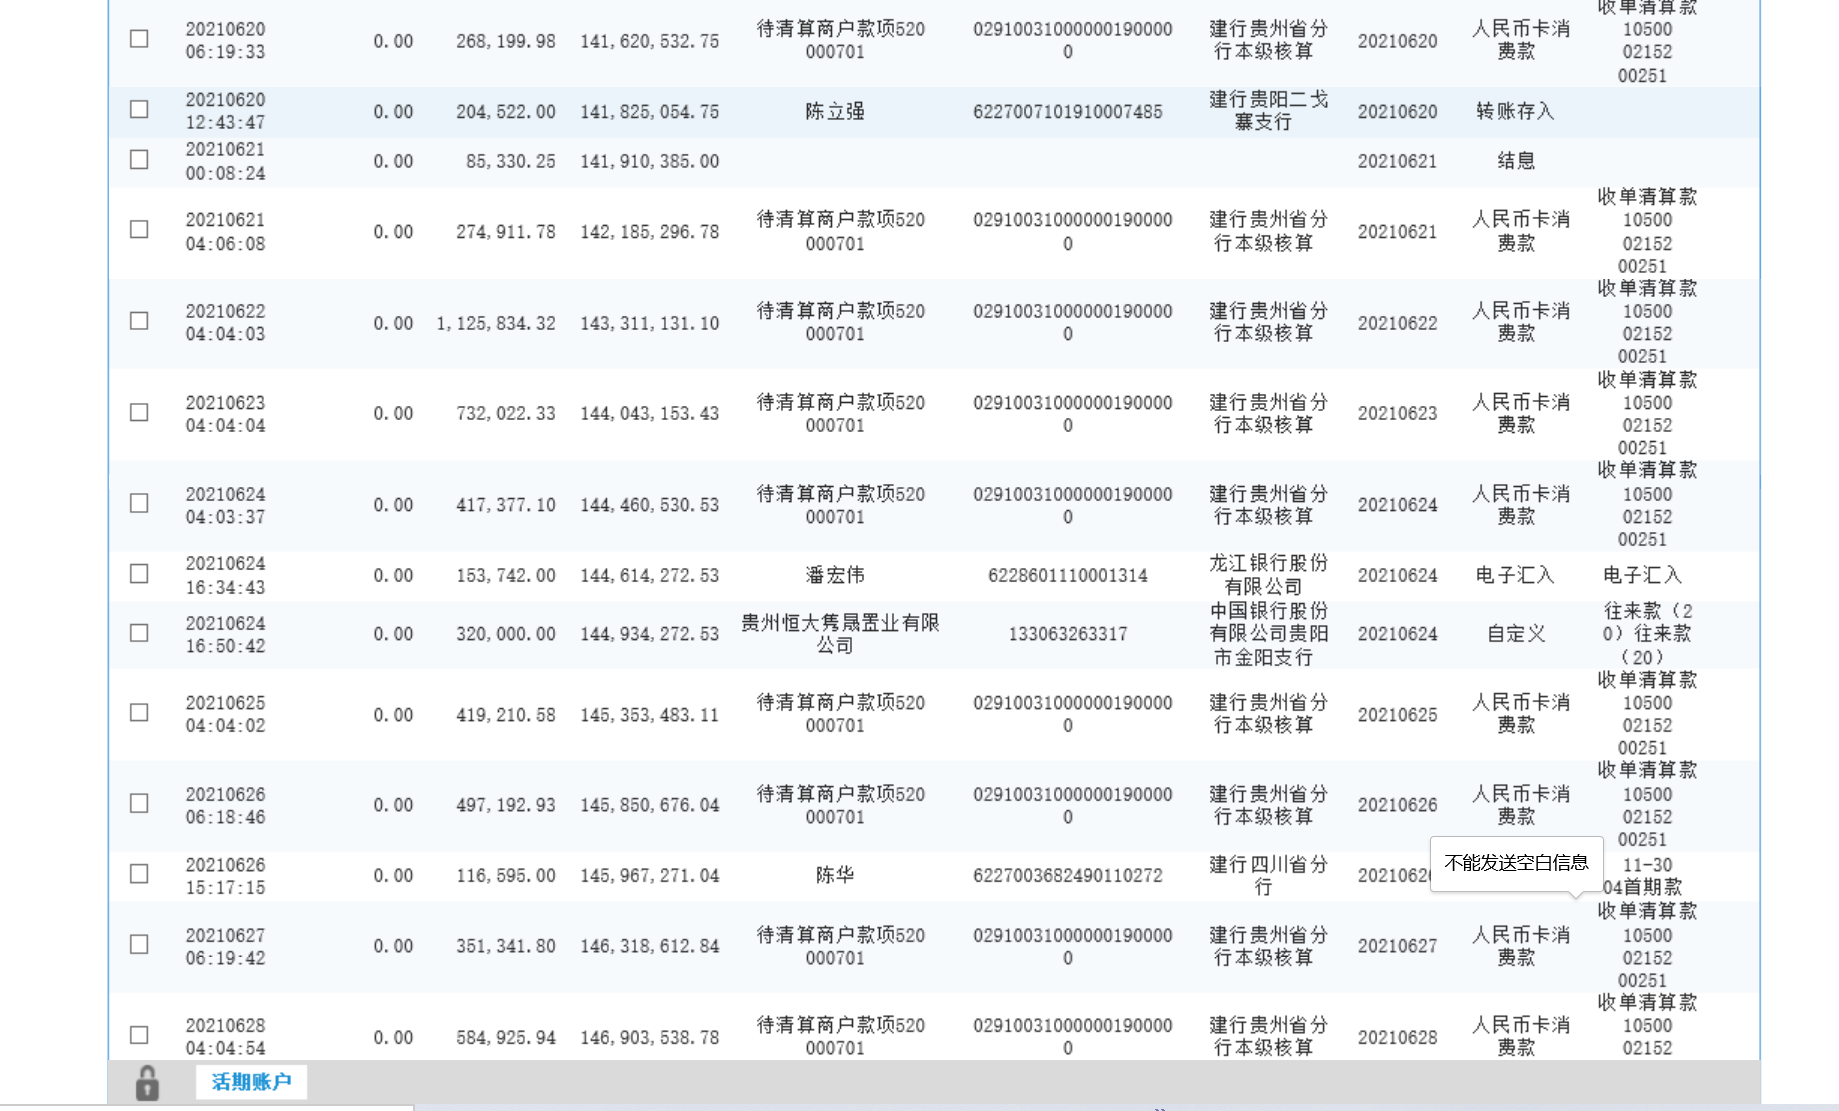 收单清算款
20210620 待清算商户款项520 02910031000000190000 建行贵州省分 人民币卡消 10500
0.00 268,199.98 141,620,532.75 20210620
06:19:33 000701 0 行本级核算 费款 02152
00251
20210620 建行贵阳二戈
0.00 204,522.00 141,825,054.75 陈立强 6227007101910007485 20210620 转账存入
12:43:47 寨支行
20210621
0.00 85,330.25 141,910,385.00 20210621 结息
00:08:24
收单清算款
20210621 待清算商户款项520 02910031000000190000 建行贵州省分 人民币卡消 10500
0.00 274,911.78 142,185,296.78 20210621
04:06:08 000701 0 行本级核算 费款 02152
00251
收单清算款
20210622 待清算商户款项520 02910031000000190000 建行贵州省分 人民币卡消 10500
0.00 1,125,834.32 143,311,131.10 20210622
04:04:03 000701 0 行本级核算 费款 02152
00251
收单清算款
20210623 待清算商户款项520 02910031000000190000 建行贵州省分 人民币卡消 10500
0.00 732,022.33 144,043,153.43 20210623
04:04:04 000701 0 行本级核算 费款 02152
00251
收单清算款
20210624 待清算商户款项520 02910031000000190000 建行贵州省分 人民币卡消 10500
0.00 417,377.10 144,460,530.53 20210624
04:03:37 000701 0 行本级核算 费款 02152
00251
20210624 龙江银行股份
0.00 153,742.00 144,614,272.53 潘宏伟 6228601110001314 20210624 电子汇入 电子汇入
16:34:43 有限公司
中国银行股份 往来款（2
20210624 贵州恒大隽晟置业有限
0.00 320,000.00 144,934,272.53 133063263317 有限公司贵阳 20210624 自定义 0）往来款
16:50:42 公司
市金阳支行 （20）
收单清算款
20210625 待清算商户款项520 02910031000000190000 建行贵州省分 人民币卡消 10500
0.00 419,210.58 145,353,483.11 20210625
04:04:02 000701 0 行本级核算 费款 02152
00251
收单清算款
20210626 待清算商户款项520 02910031000000190000 建行贵州省分 人民币卡消 10500
0.00 497,192.93 145,850,676.04 20210626
06:18:46 000701 0 行本级核算 费款 02152
00251
不能发送空白信息
20210626 建行四川省分 11-30
0.00 116,595.00 145,967,271.04 陈华 6227003682490110272 2021062
15:17:15 行 04首期款
收单清算款
20210627 待清算商户款项520 02910031000000190000 建行贵州省分 人民币卡消 10500
0.00 351,341.80 146,318,612.84 20210627
06:19:42 000701 0 行本级核算 费款 02152
00251
收单清算款
20210628 待清算商户款项520 02910031000000190000 建行贵州省分 人民币卡消 10500
0.00 584,925.94 146,903,538.78 20210628
04:04:54 000701 0 行本级核算 费款 02152
活期账户